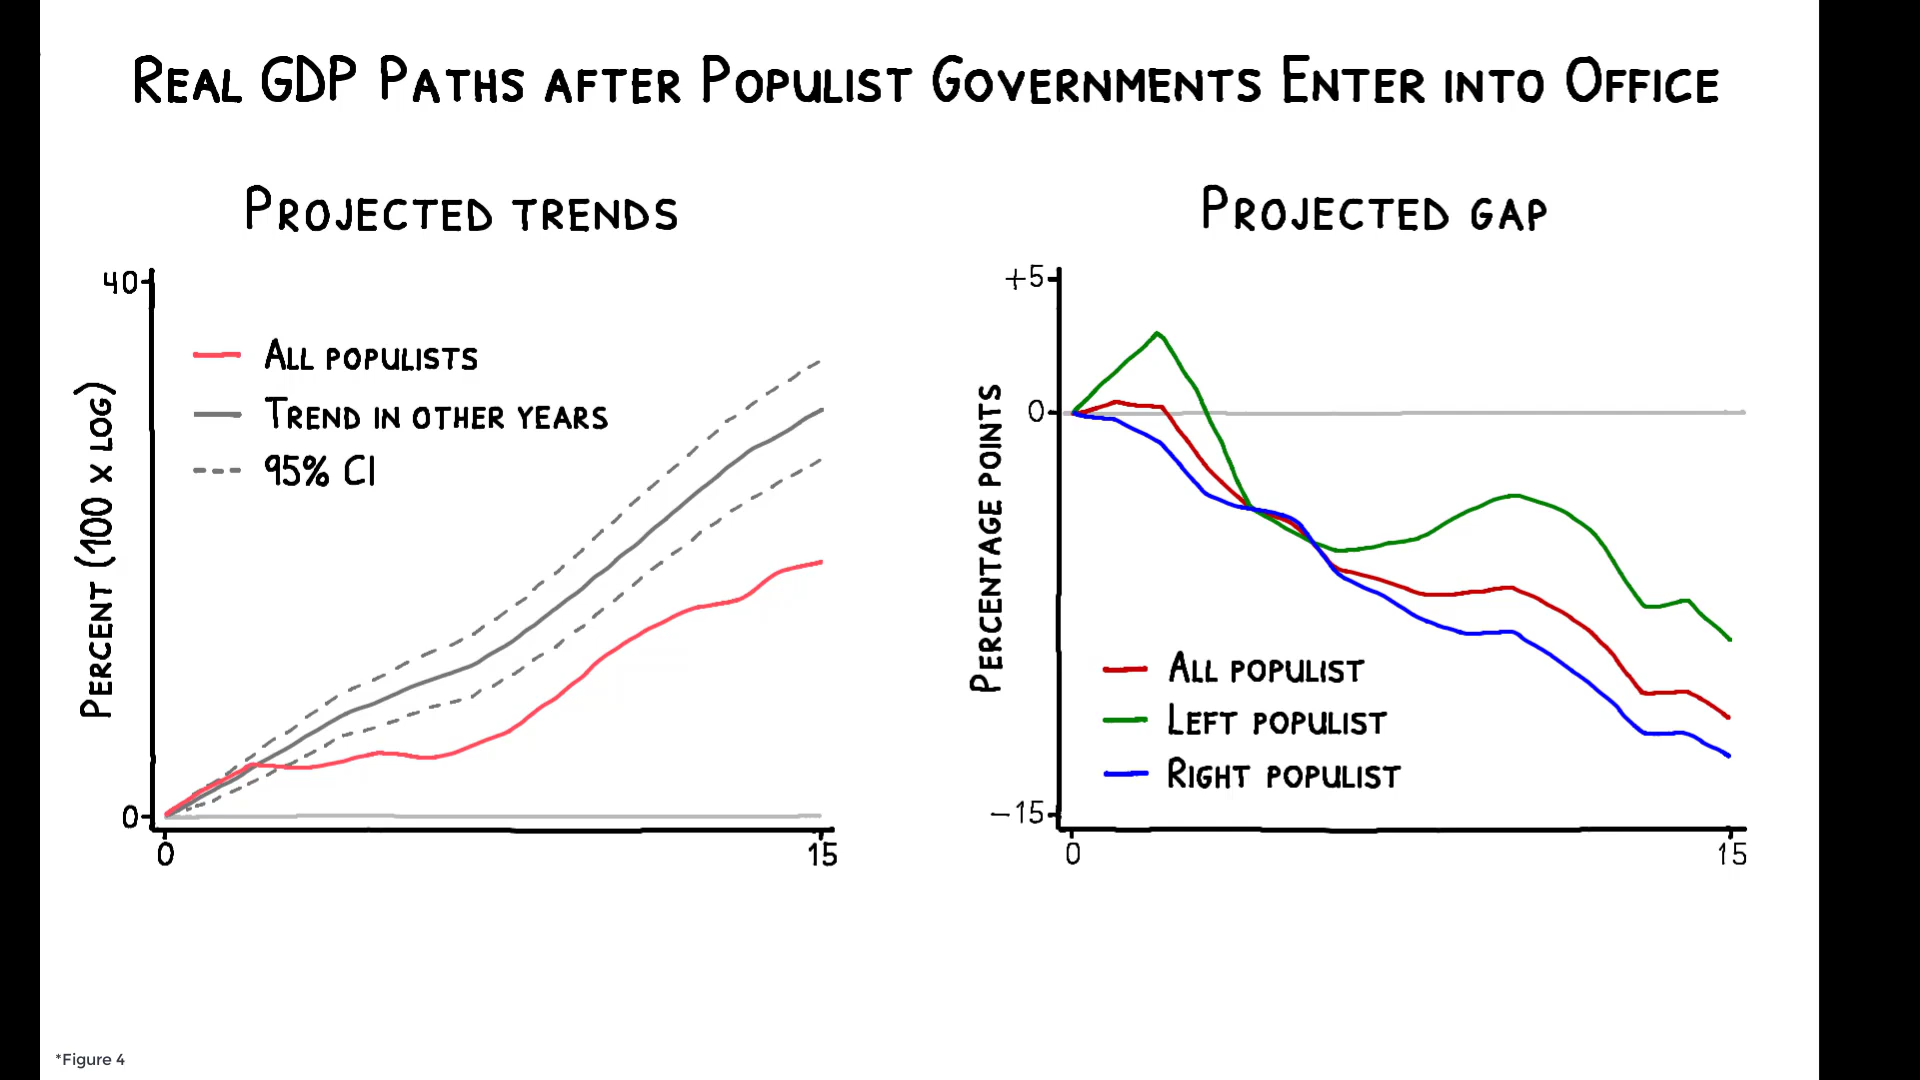 Real GDP Paths after Populist Governments Enter into Office
Projected trends
40
All populists
Trend in other years
95% CI
Percent (100 x log)
0
0
15
Projected gap
+5
0
Percentage points
All populist
Left populist
Right populist
-15
0
15
*Figure 4